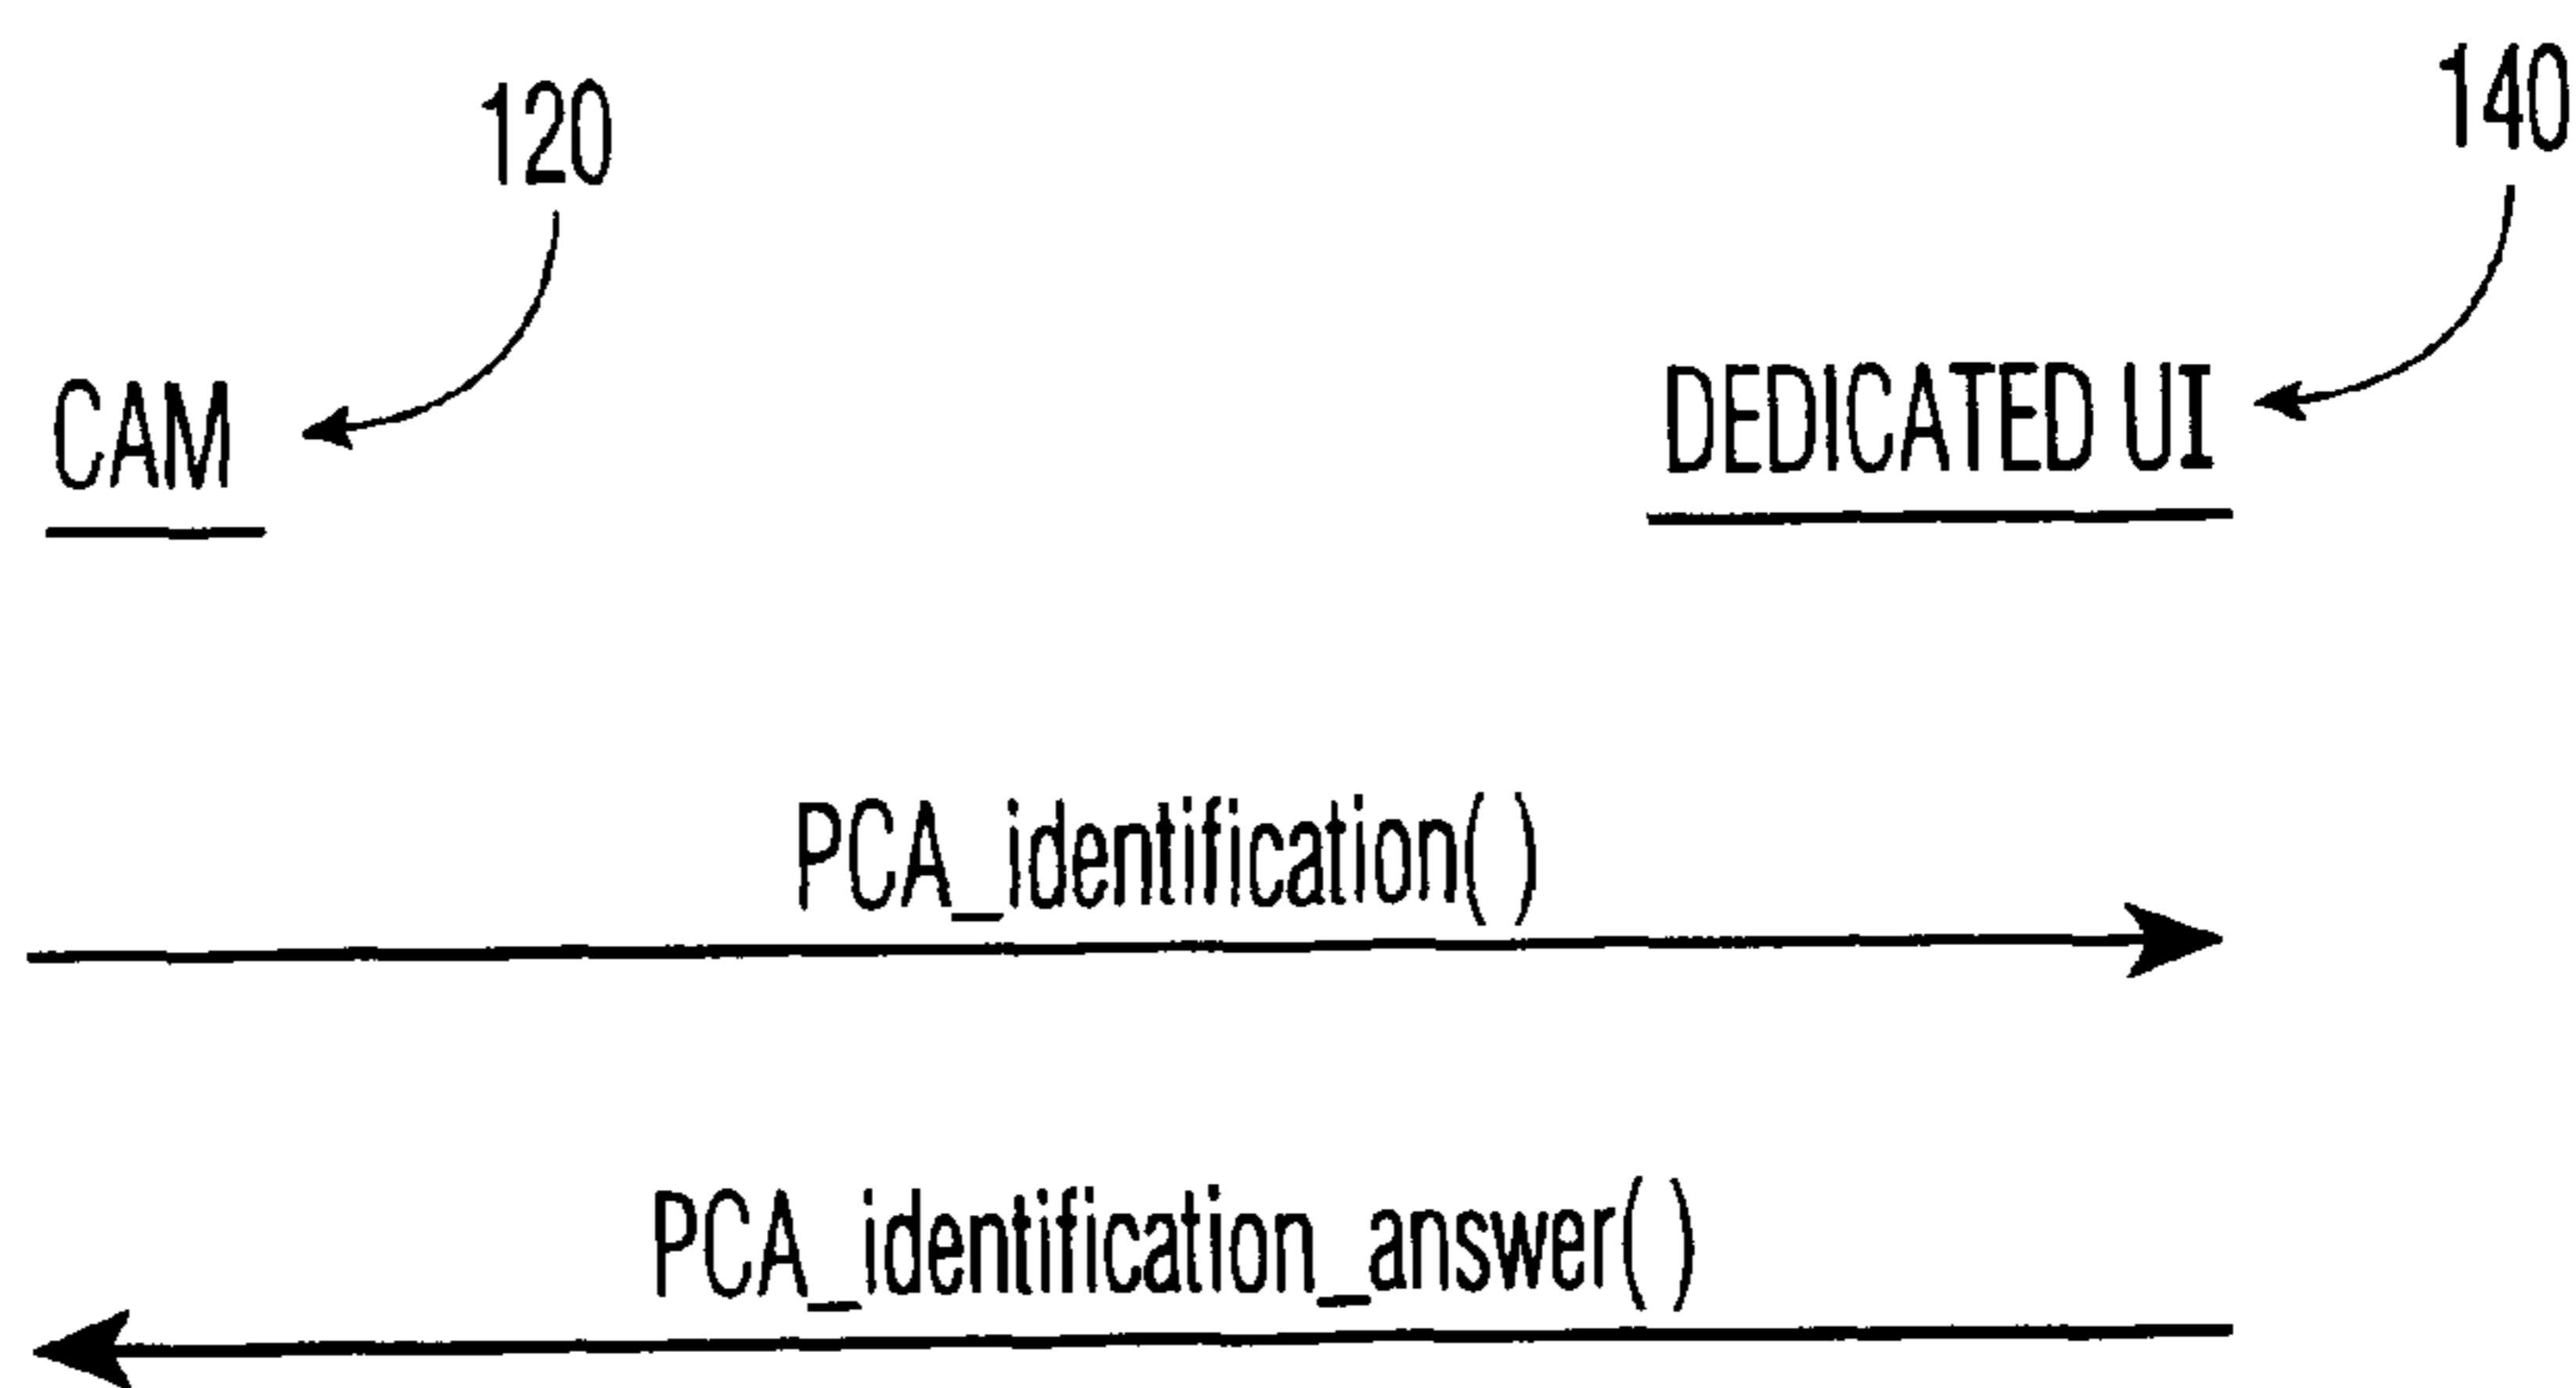 120
140
CAM
DEDICATED UI
PCA_identification( )
PCA_identification_answer( )